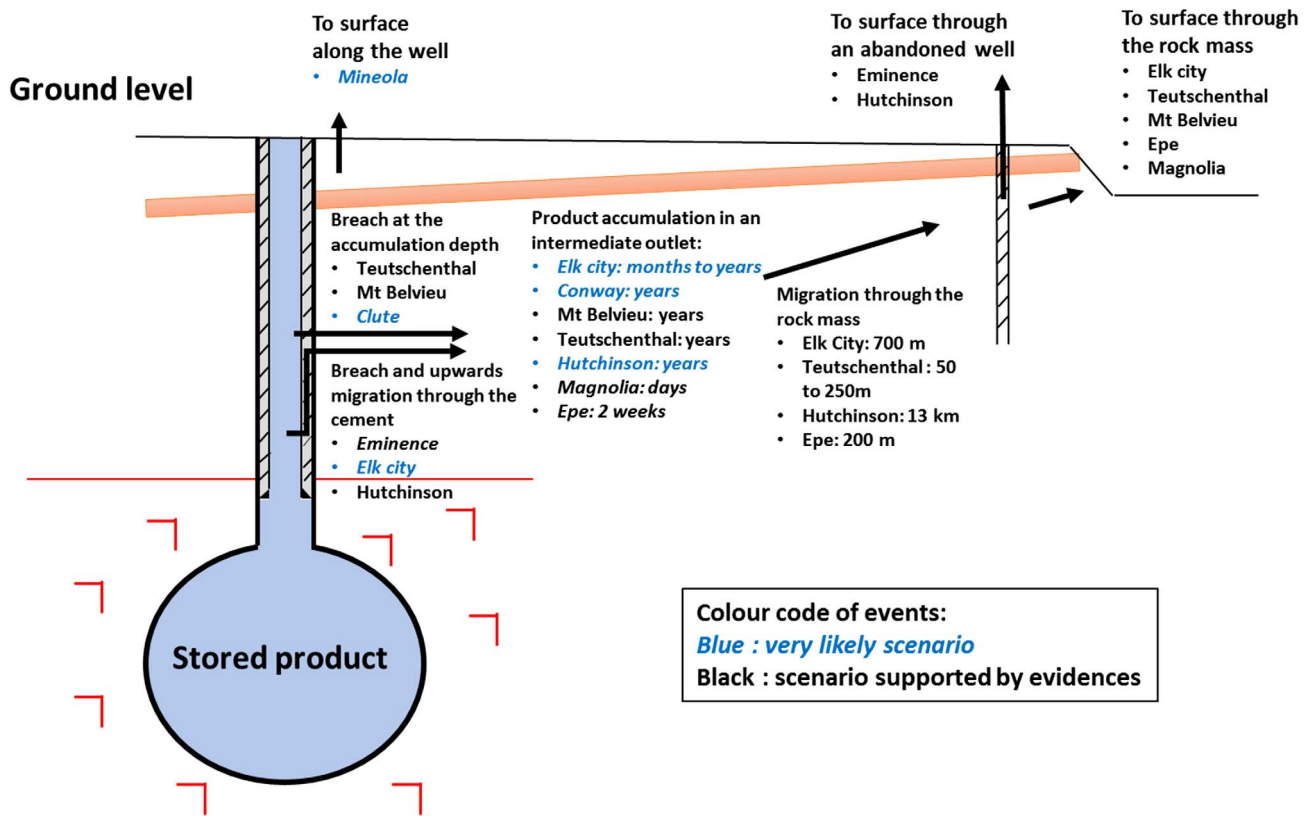 To surface
along the well
• Mineola
To surface through
an abandoned well
• Eminence
• Hutchinson
To surface through
the rock mass
• Elk city
• Teutschenthal
• Mt Belvieu
• Epe
• Magnolia
Ground level
Breach at the
accumulation depth
• Teutschenthal
• Mt Belvieu
• Clute
Breach and upwards
migration through the
cement
• Eminence
• Elk city
• Hutchinson
Product accumulation in an
intermediate outlet:
• Elk city: months to years
• Conway: years
• Mt Belvieu: years
• Teutschenthal: years
• Hutchinson: years
• Magnolia: days
• Epe: 2 weeks
Migration through the
rock mass
• Elk City: 700 m
• Teutschenthal : 50
to 250m
• Hutchinson: 13 km
• Epe: 200 m
Stored product
Colour code of events:
Blue : very likely scenario
Black : scenario supported by evidences